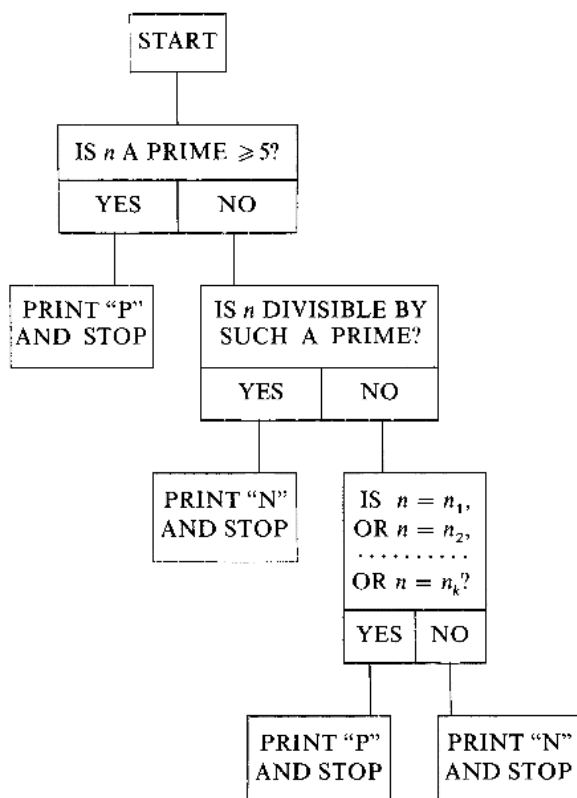 START
IS n A PRIME ⩾ 5?
YES NO
PRINT “P”
AND STOP
IS n DIVISIBLE BY
SUCH A PRIME?
YES NO
PRINT “N”
AND STOP
IS n = n₁,
OR n = n₂,
. . . . . . . . . .
OR n = nₖ?
YES NO
PRINT “P”
AND STOP
PRINT “N”
AND STOP